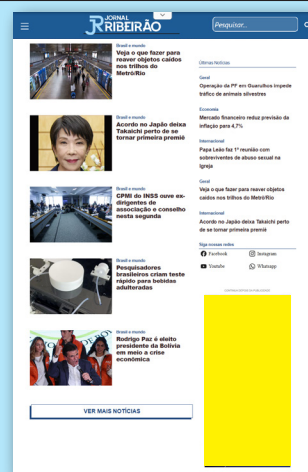 JORNAL
RIBEIRÃO
Pesquisar...
Brasil e mundo
Veja o que fazer para
reaver objetos caídos
nos trilhos do
Metrô/Rio
Brasil e mundo
Acordo no Japão deixa
Takaichi perto de se
tornar primeira premiê
Brasil e mundo
CPMI do INSS ouve ex-
dirigentes de
associação e conselho
nesta segunda
Brasil e mundo
Pesquisadores
brasileiros criam teste
rápido para bebidas
adulteradas
Brasil e mundo
Rodrigo Paz é eleito
presidente da Bolívia
em meio a crise
econômica
VER MAIS NOTÍCIAS
Últimas Notícias
Geral
Operação da PF em Guarulhos impede
tráfico de animais silvestres
Economia
Mercado financeiro reduz previsão da
inflação para 4,7%
Internacional
Papa Leão faz 1ª reunião com
sobreviventes de abuso sexual na
Igreja
Geral
Veja o que fazer para reaver objetos
caídos nos trilhos do Metrô/Rio
Internacional
Acordo no Japão deixa Takaichi perto
de se tornar primeira premiê
Siga nossas redes
Facebook
Instagram
Youtube
Whatsapp